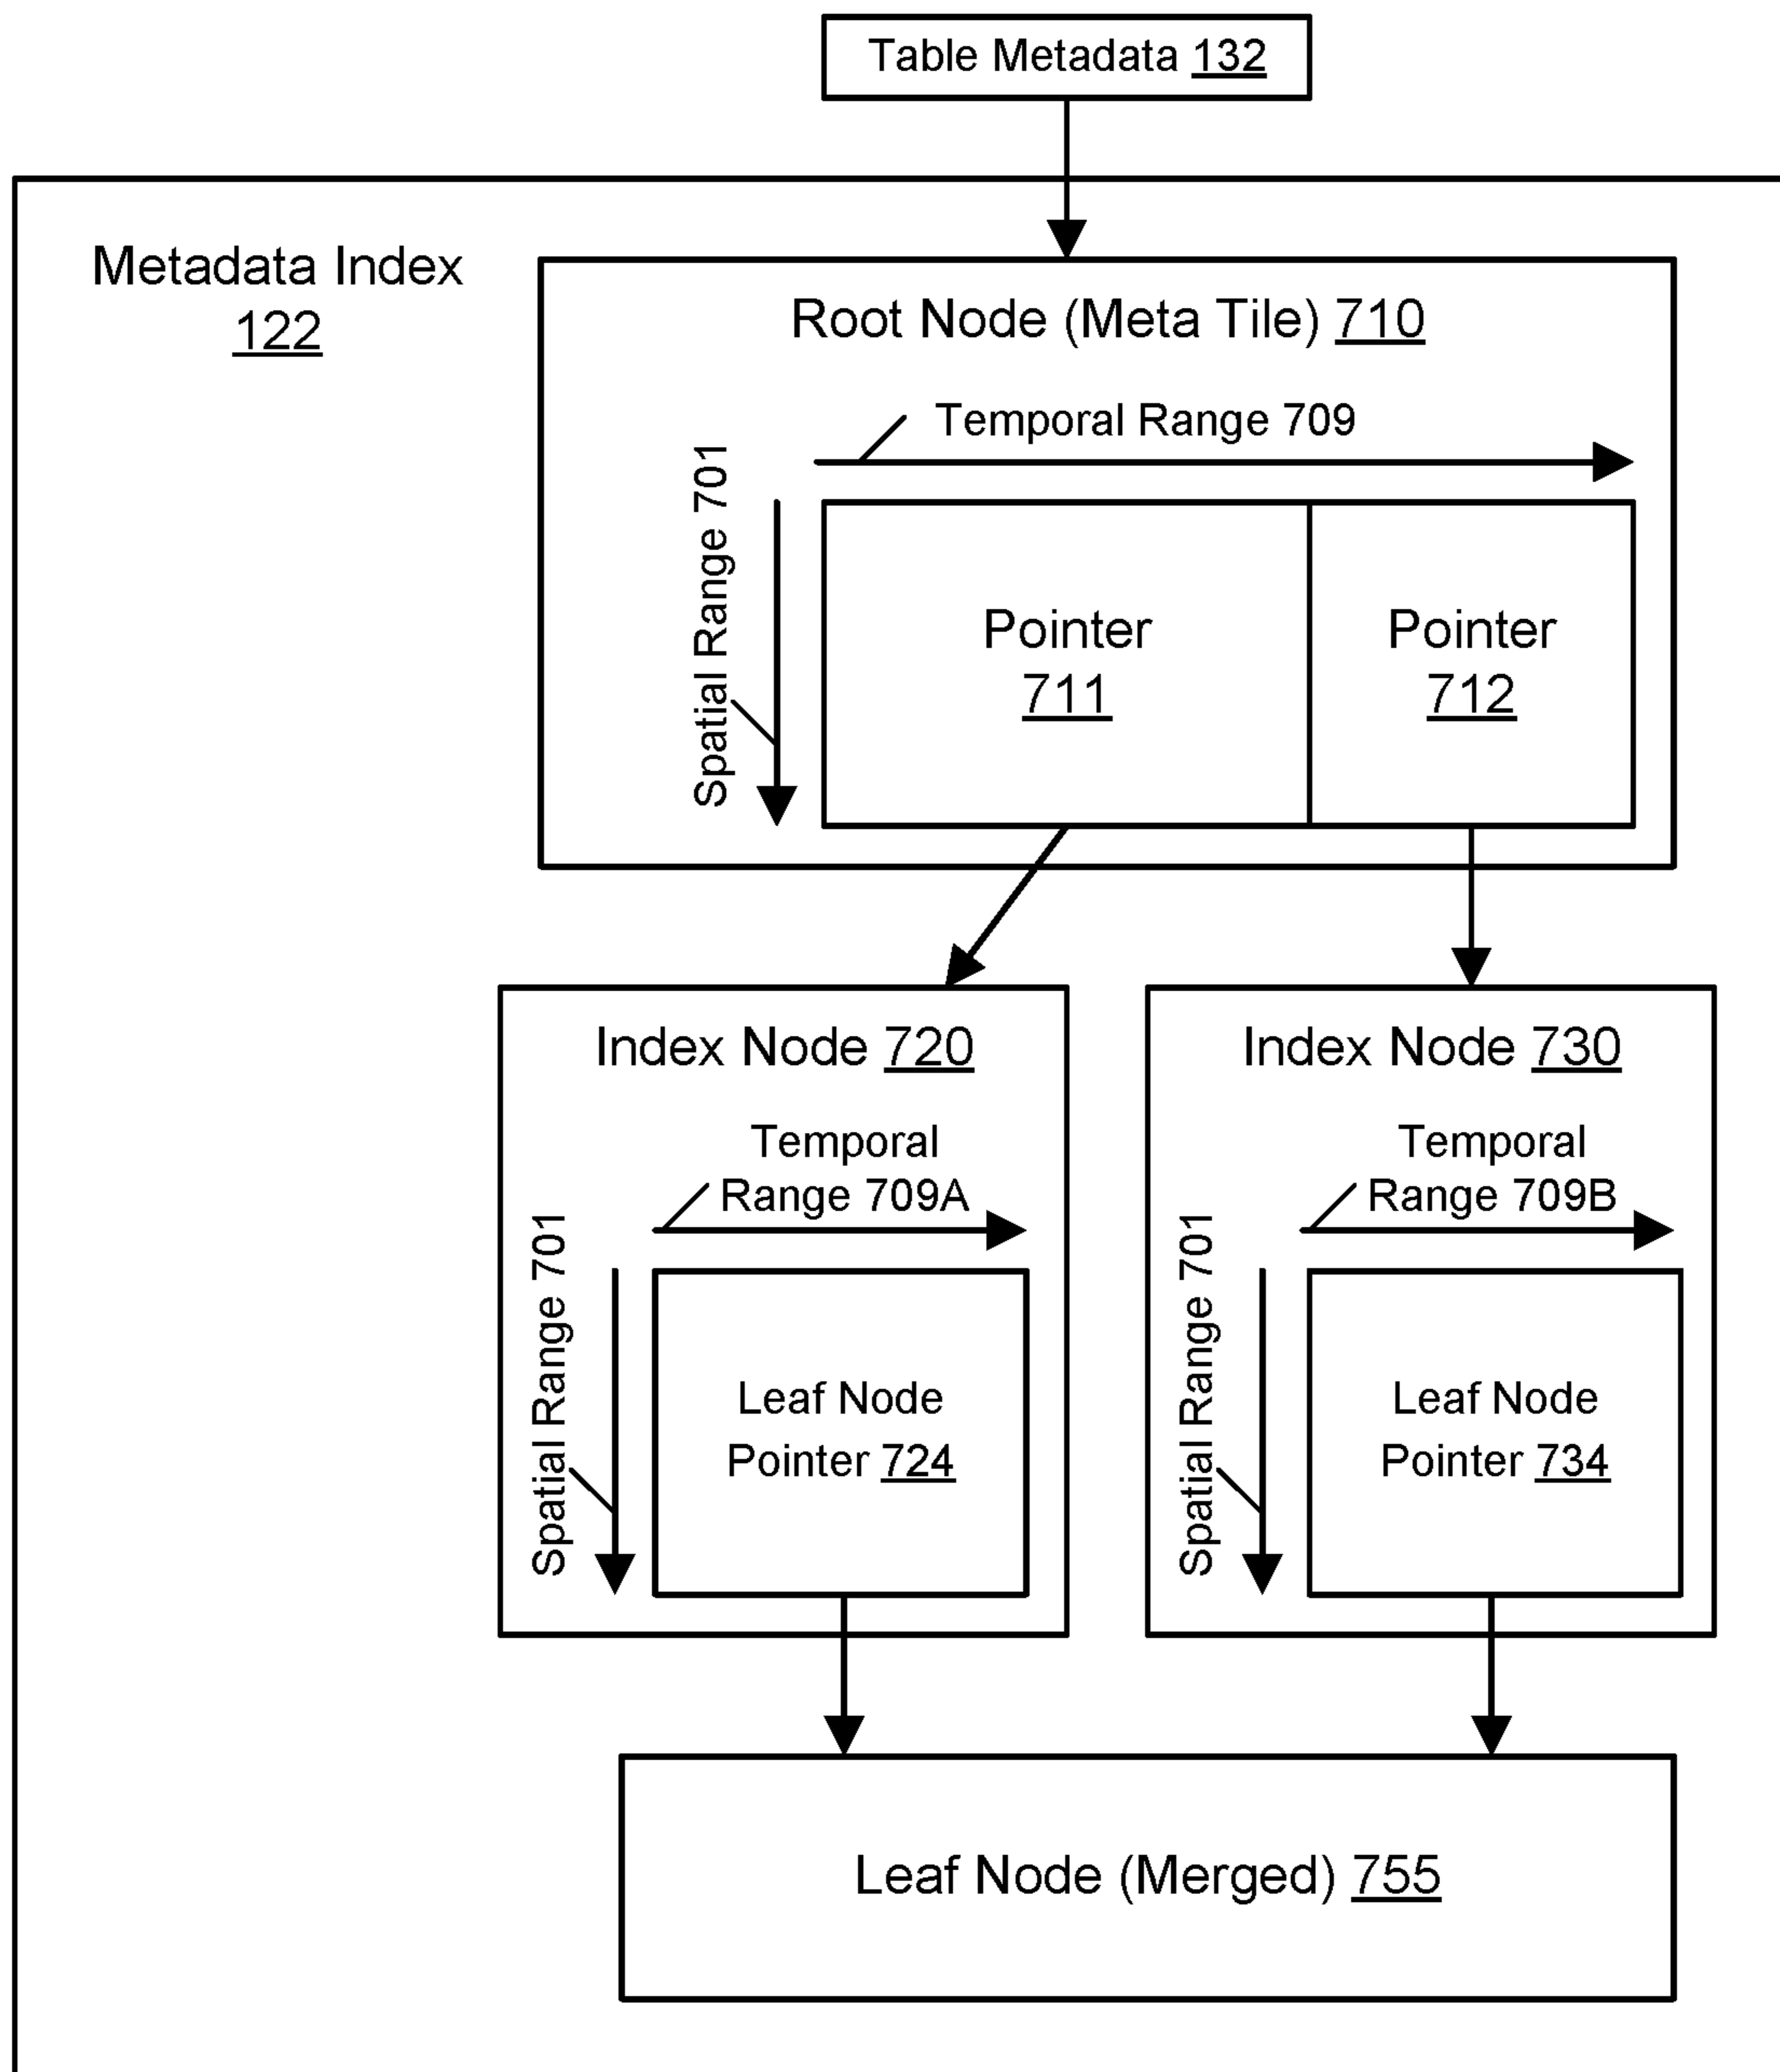 Table Metadata 132
Metadata Index
122
Root Node (Meta Tile) 710
Temporal Range 709
Spatial Range 701
Pointer
711
Pointer
712
Index Node 720
Temporal
Range 709A
Spatial Range 701
Leaf Node
Pointer 724
Index Node 730
Temporal
Range 709B
Spatial Range 701
Leaf Node
Pointer 734
Leaf Node (Merged) 755